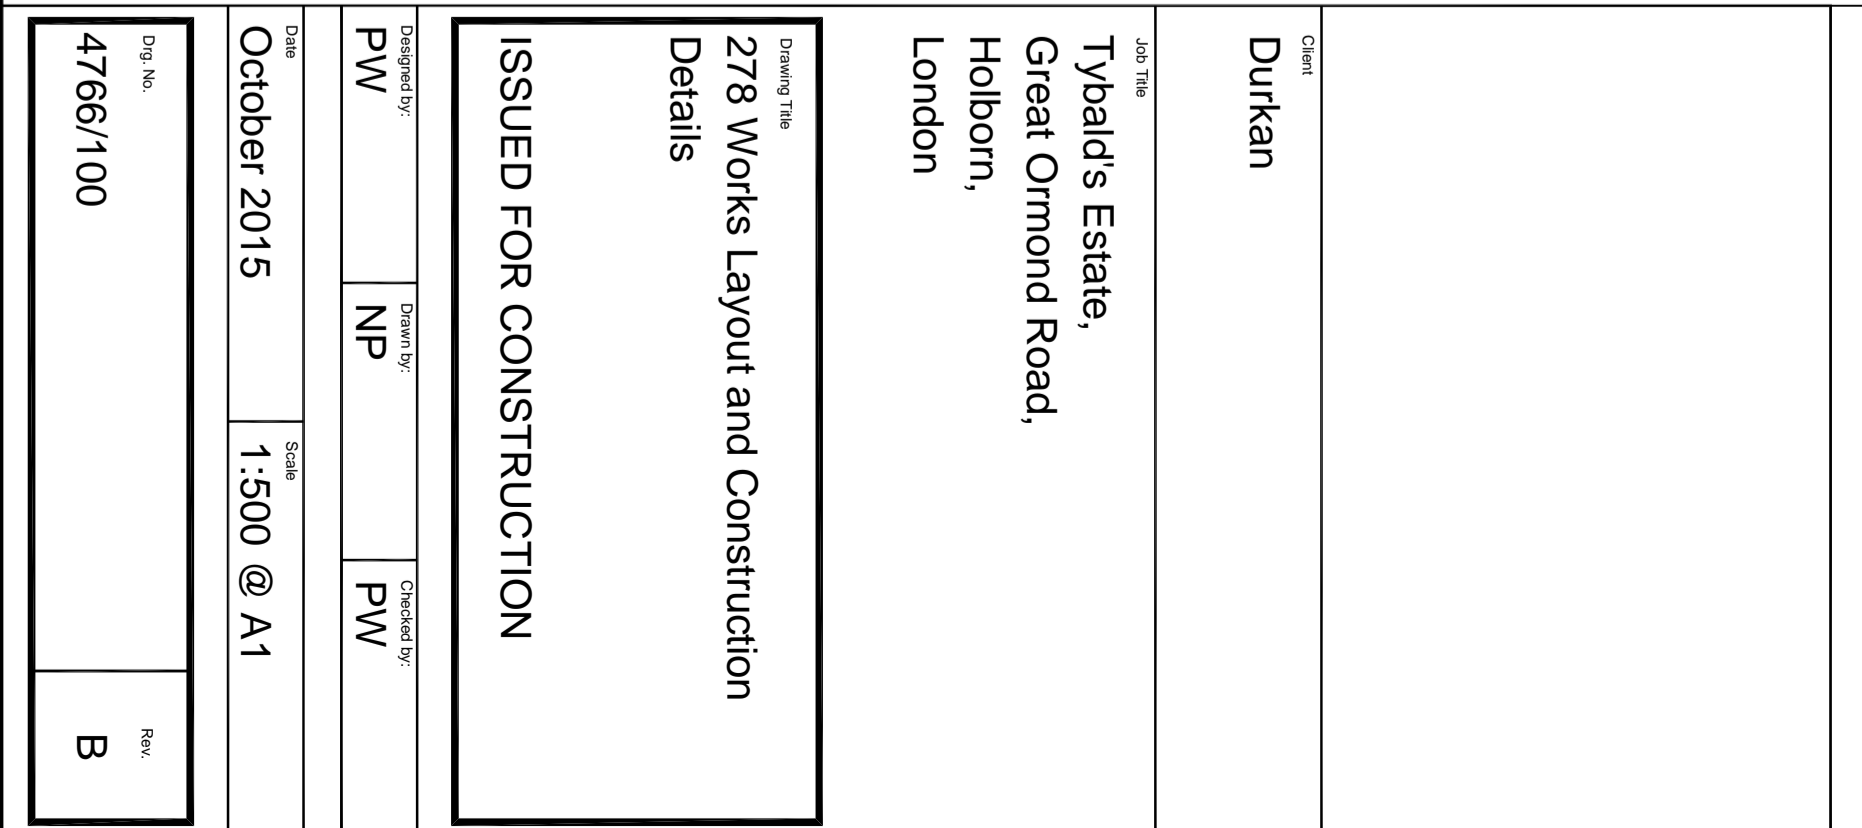 Client
Durkan
Job Title
Tybald's Estate,
Great Ormond Road,
Holborn,
London
Drawing Title
278 Works Layout and Construction
Details
ISSUED FOR CONSTRUCTION
Designed by:
PW
Drawn by:
NP
Checked by:
PW
Date
October 2015
Scale
1:500 @ A1
Drg. No.
4766/100
Rev.
B